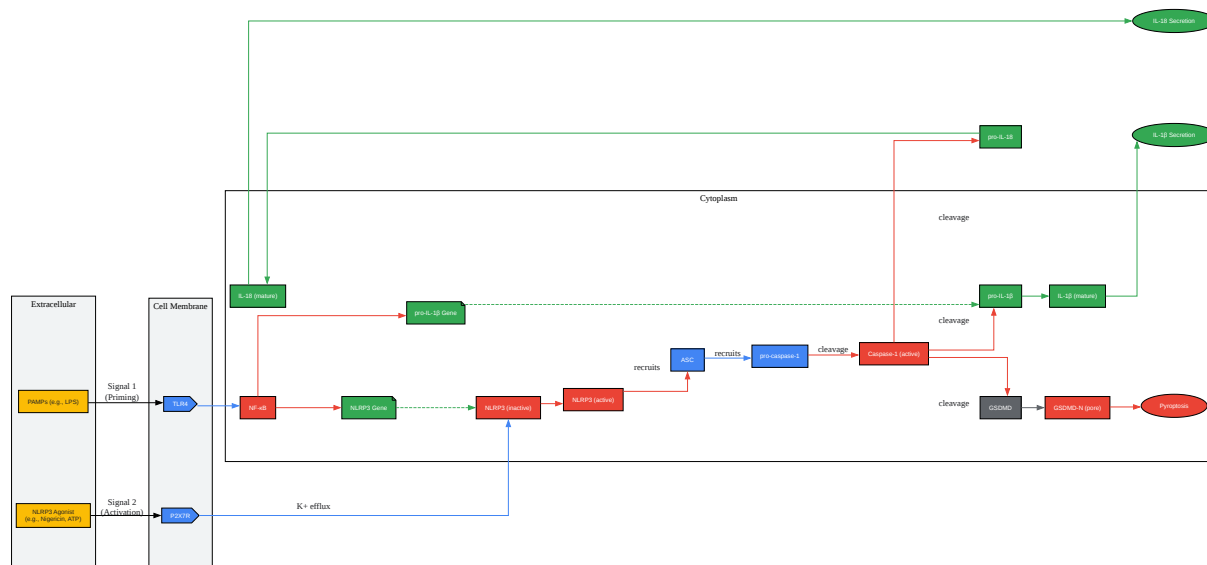 IL-18 Secretion
pro-IL-18
IL-1β Secretion
Cytoplasm
cleavage
Extracellular
Cell Membrane
IL-18 (mature)
pro-IL-1β
IL-1β (mature)
pro-IL-1β Gene
cleavage
recruits
cleavage
ASC
pro-caspase-1
Caspase-1 (active)
recruits
Signal 1
(Priming)
PAMPs (e.g., LPS)
TLR4
NF-κB
NLRP3 Gene
NLRP3 (inactive)
NLRP3 (active)
cleavage
GSDMD
GSDMD-N (pore)
Pyroptosis
Signal 2
(Activation)
NLRP3 Agonist
(e.g., Nigericin, ATP)
P2X7R
K+ efflux